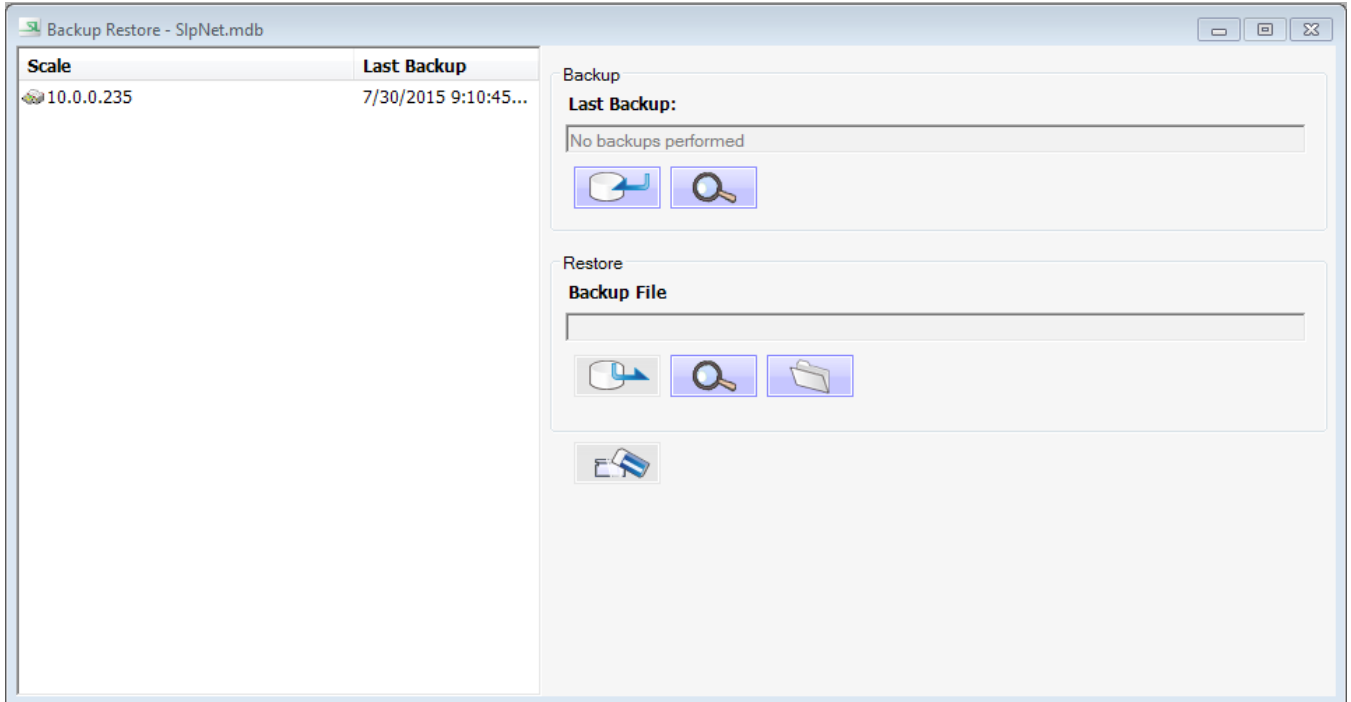 Backup Restore - SlpNet.mdb
Scale Last Backup
10.0.0.235 7/30/2015 9:10:45...
Backup
Last Backup:
No backups performed
Restore
Backup File